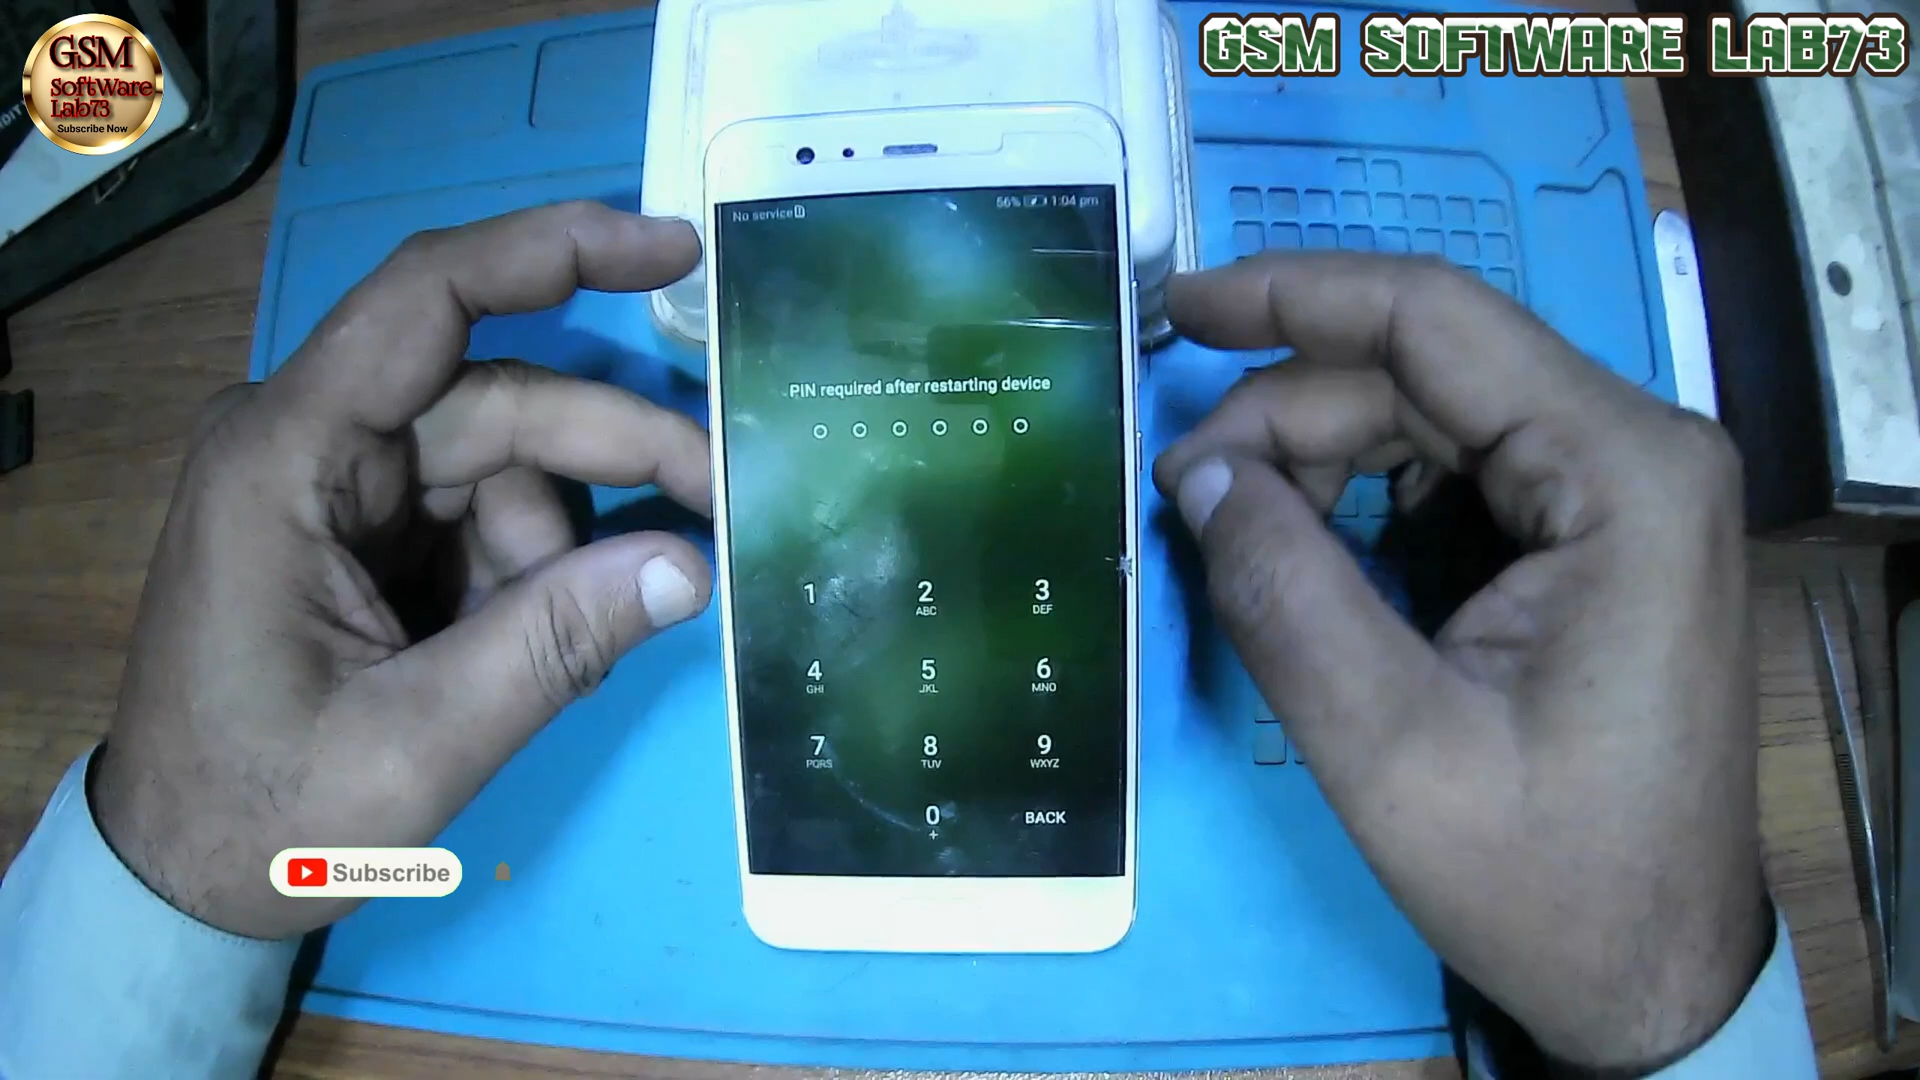 GSM
SoftWare
Lab73
Subscribe Now
GSM SOFTWARE LAB73
No service
56% 1:04 pm
PIN required after restarting device
1
2 3
ABC DEF
4 5 6
GHI JKL MNO
7 8 9
PQRS TUV WXYZ
0 BACK
+
Subscribe